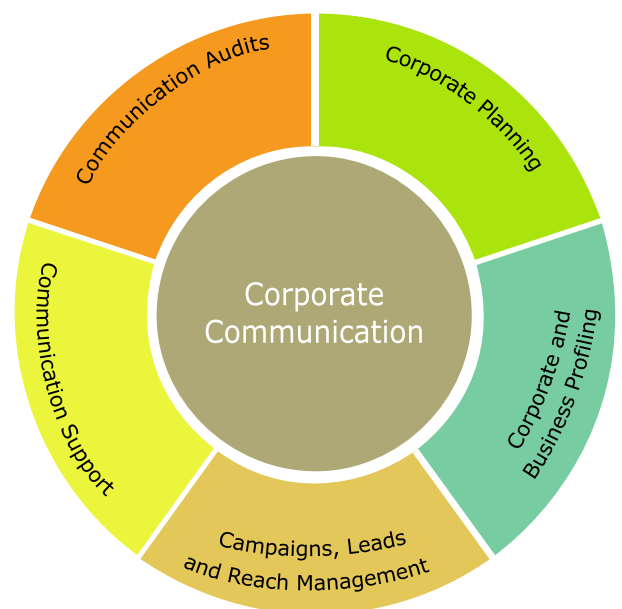 Corporate
Communication
Corporate Planning
Corporate and
Business Profiling
Campaigns, Leads
and Reach Management
Communication Support
Communication Audits